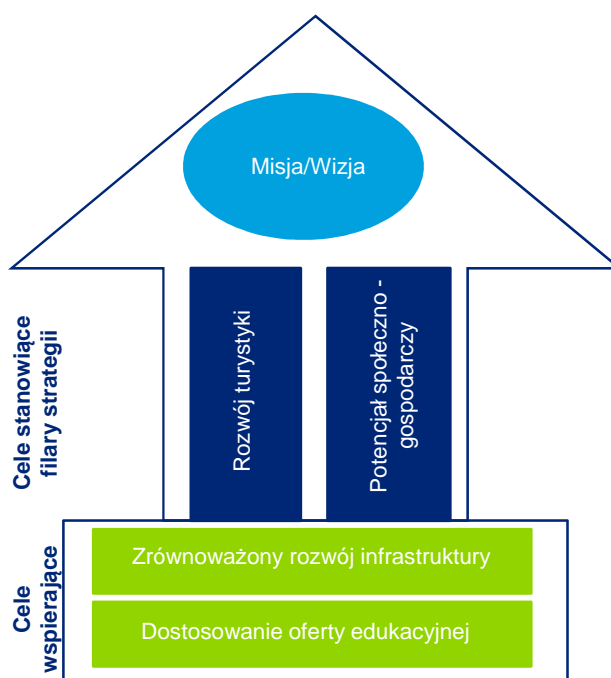 Misja/Wizja
Cele stanowiące
filary strategii
Rozwój turystyki
Potencjał społeczno -
gospodarczy
Cele
wspierające
Zrównoważony rozwój infrastruktury
Dostosowanie oferty edukacyjnej